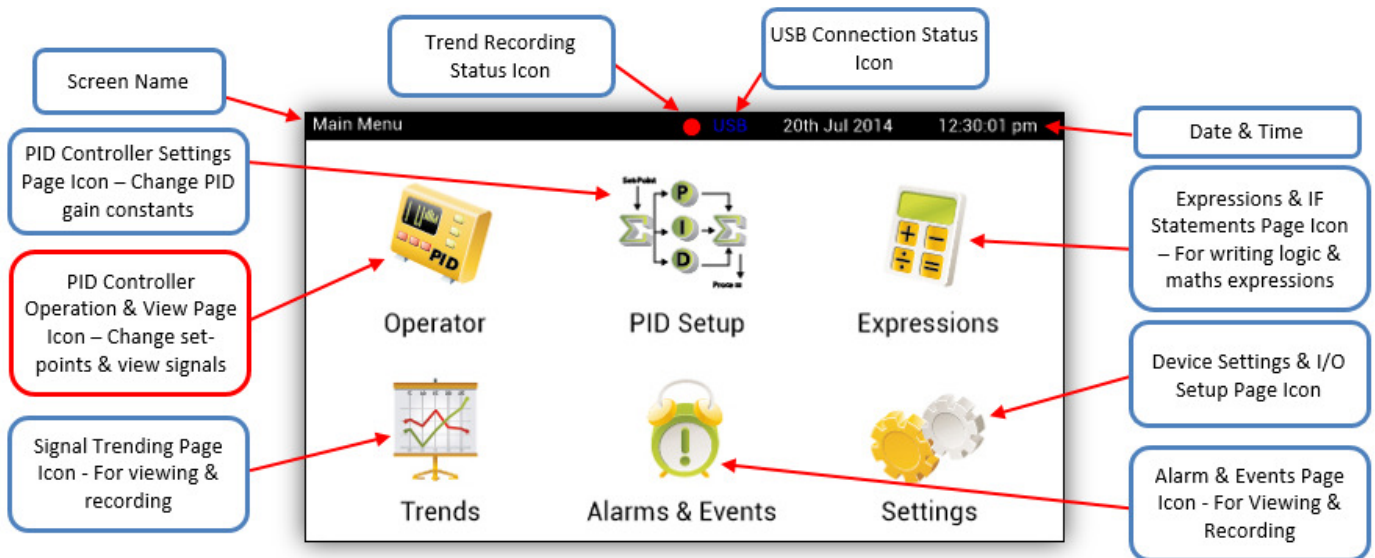 Trend Recording
Status Icon
USB Connection Status
Icon
Screen Name
Date & Time
Main Menu
USB
20th Jul 2014
12:30:01 pm
PID Controller Settings
Page Icon – Change PID
gain constants
PID Controller
Operation & View Page
Icon – Change set-
points & view signals
Signal Trending Page
Icon - For viewing &
recording
PID
Operator
Set-Point
P
I
D
Σ
Σ
Process
PID Setup
+ −
÷ =
Expressions
Trends
!
Alarms & Events
Settings
Expressions & IF
Statements Page Icon
– For writing logic &
maths expressions
Device Settings & I/O
Setup Page Icon
Alarm & Events Page
Icon - For Viewing &
Recording